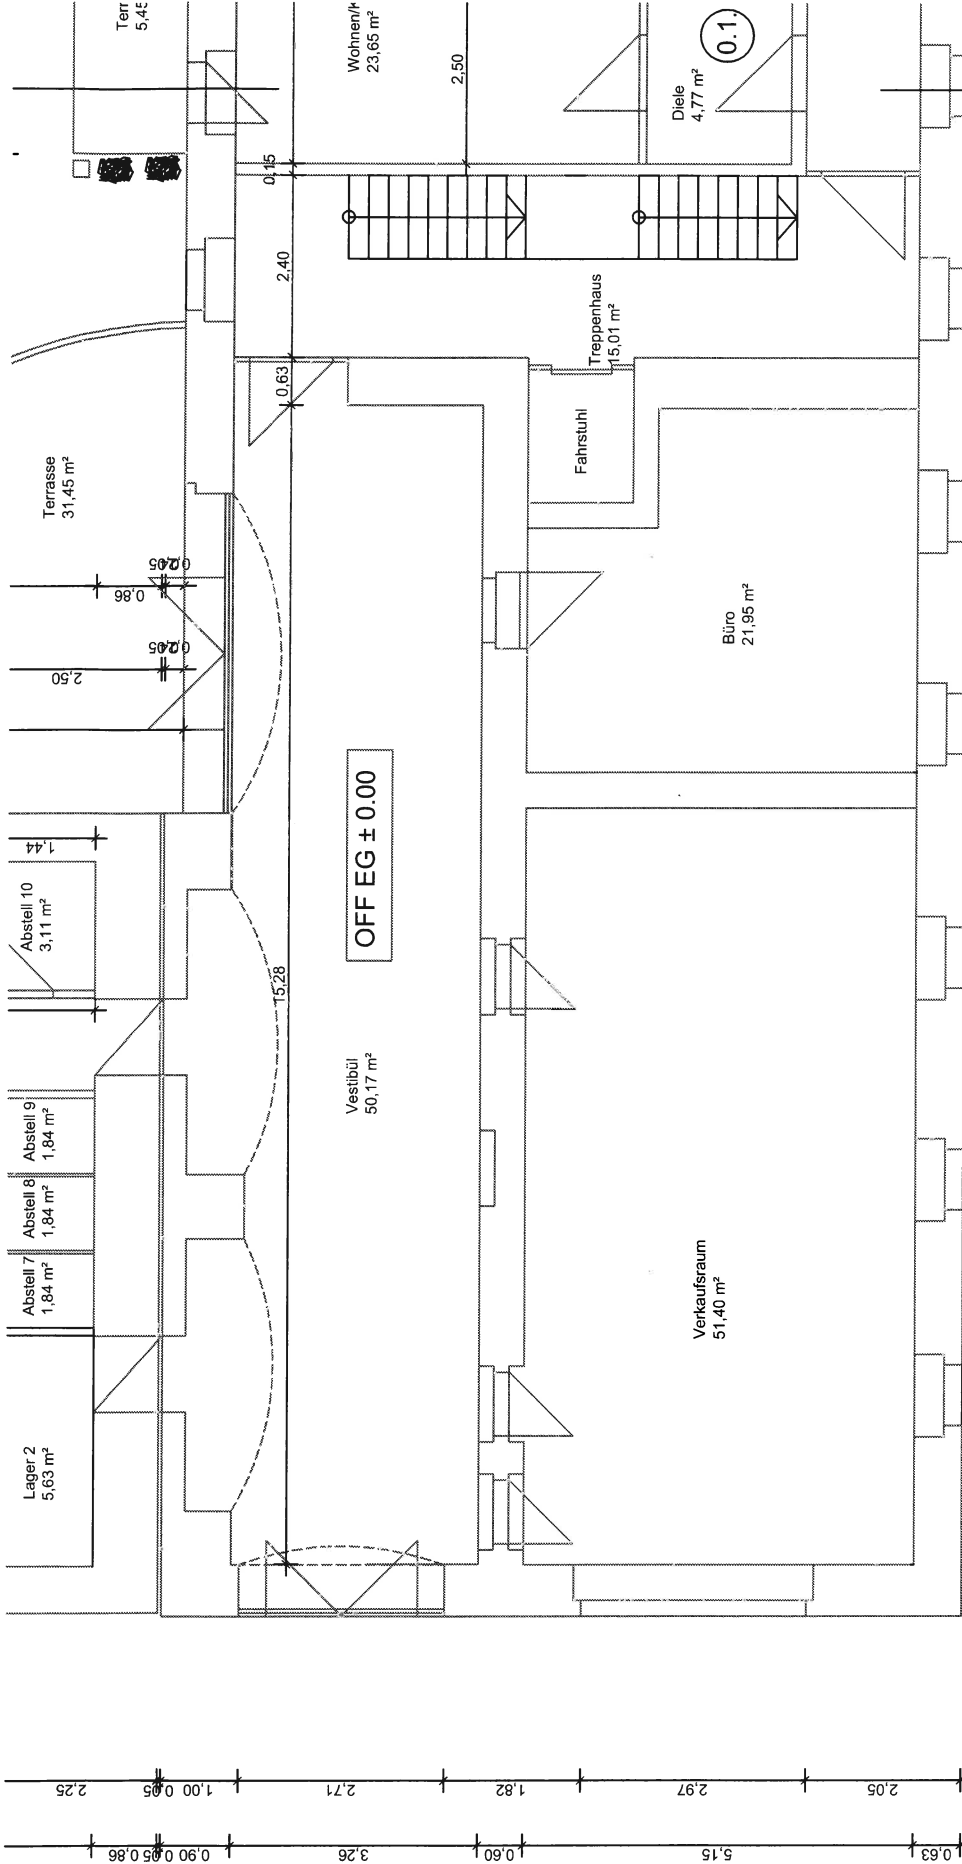 Terr
5,45
Wohnen/K
23,65 m²
2,50
Diele
4,77 m²
0.1.
0,15
2,40
Treppenhaus
15,01 m²
0,63
Fahrstuhl
Terrasse
31,45 m²
0,86
2,50
Büro
21,95 m²
OFF EG ± 0.00
1,44
Abstell 10
3,11 m²
15,28
Vestibül
50,17 m²
Abstell 9
1,84 m²
Abstell 8
1,84 m²
Abstell 7
1,84 m²
Verkaufsraum
51,40 m²
Lager 2
5,63 m²
2,25
0,05
1,00
2,71
1,82
2,97
2,05
0,86
0,05
0,90
3,26
0,60
5,15
0,63